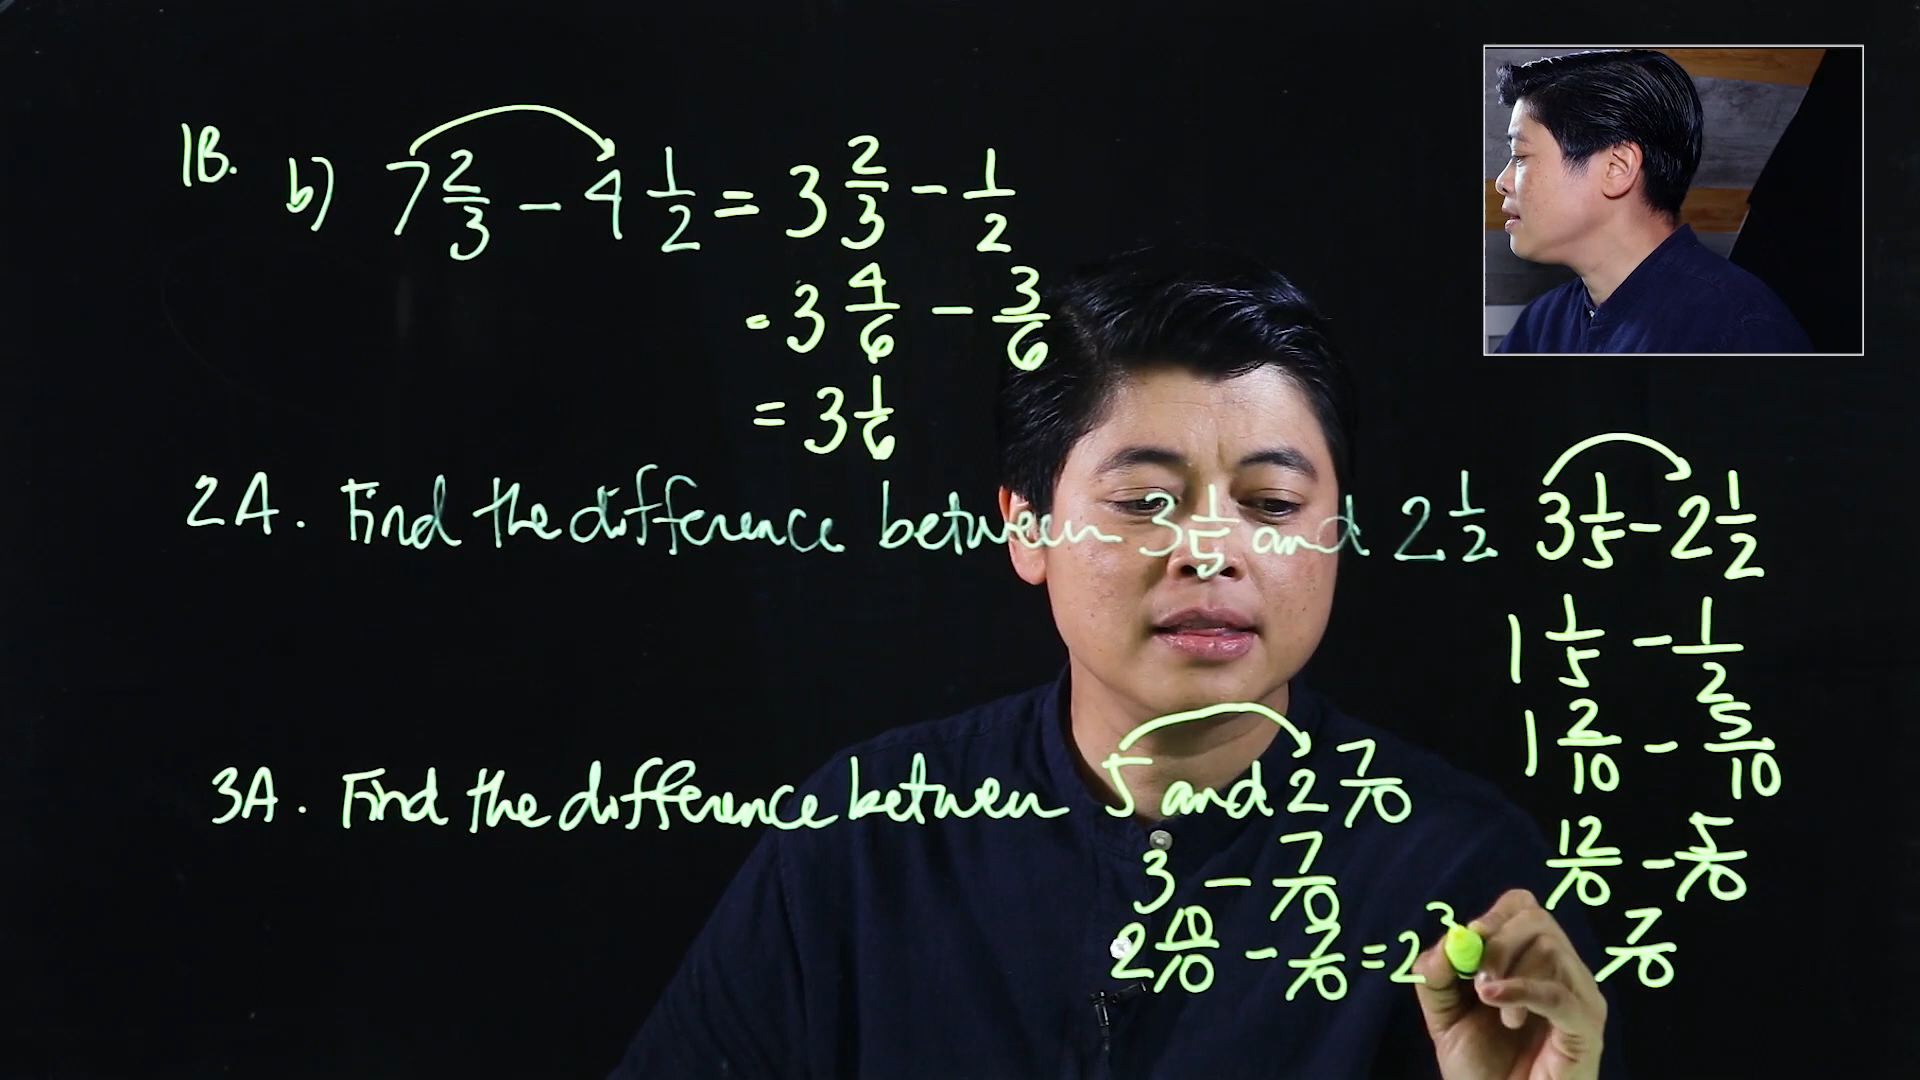 1B. b) 7 2/3 - 4 1/2 = 3 2/3 - 1/2
= 3 4/6 - 3/6
= 3 1/6
2A. Find the difference between 3 1/5 and 2 1/2
3 1/5 - 2 1/2
1 1/5 - 1/2
1 2/10 - 5/10
12/10 - 5/10
7/10
3A. Find the difference between 5 and 2 7/10
3 - 7/10
2 10/10 - 7/10 = 2 3